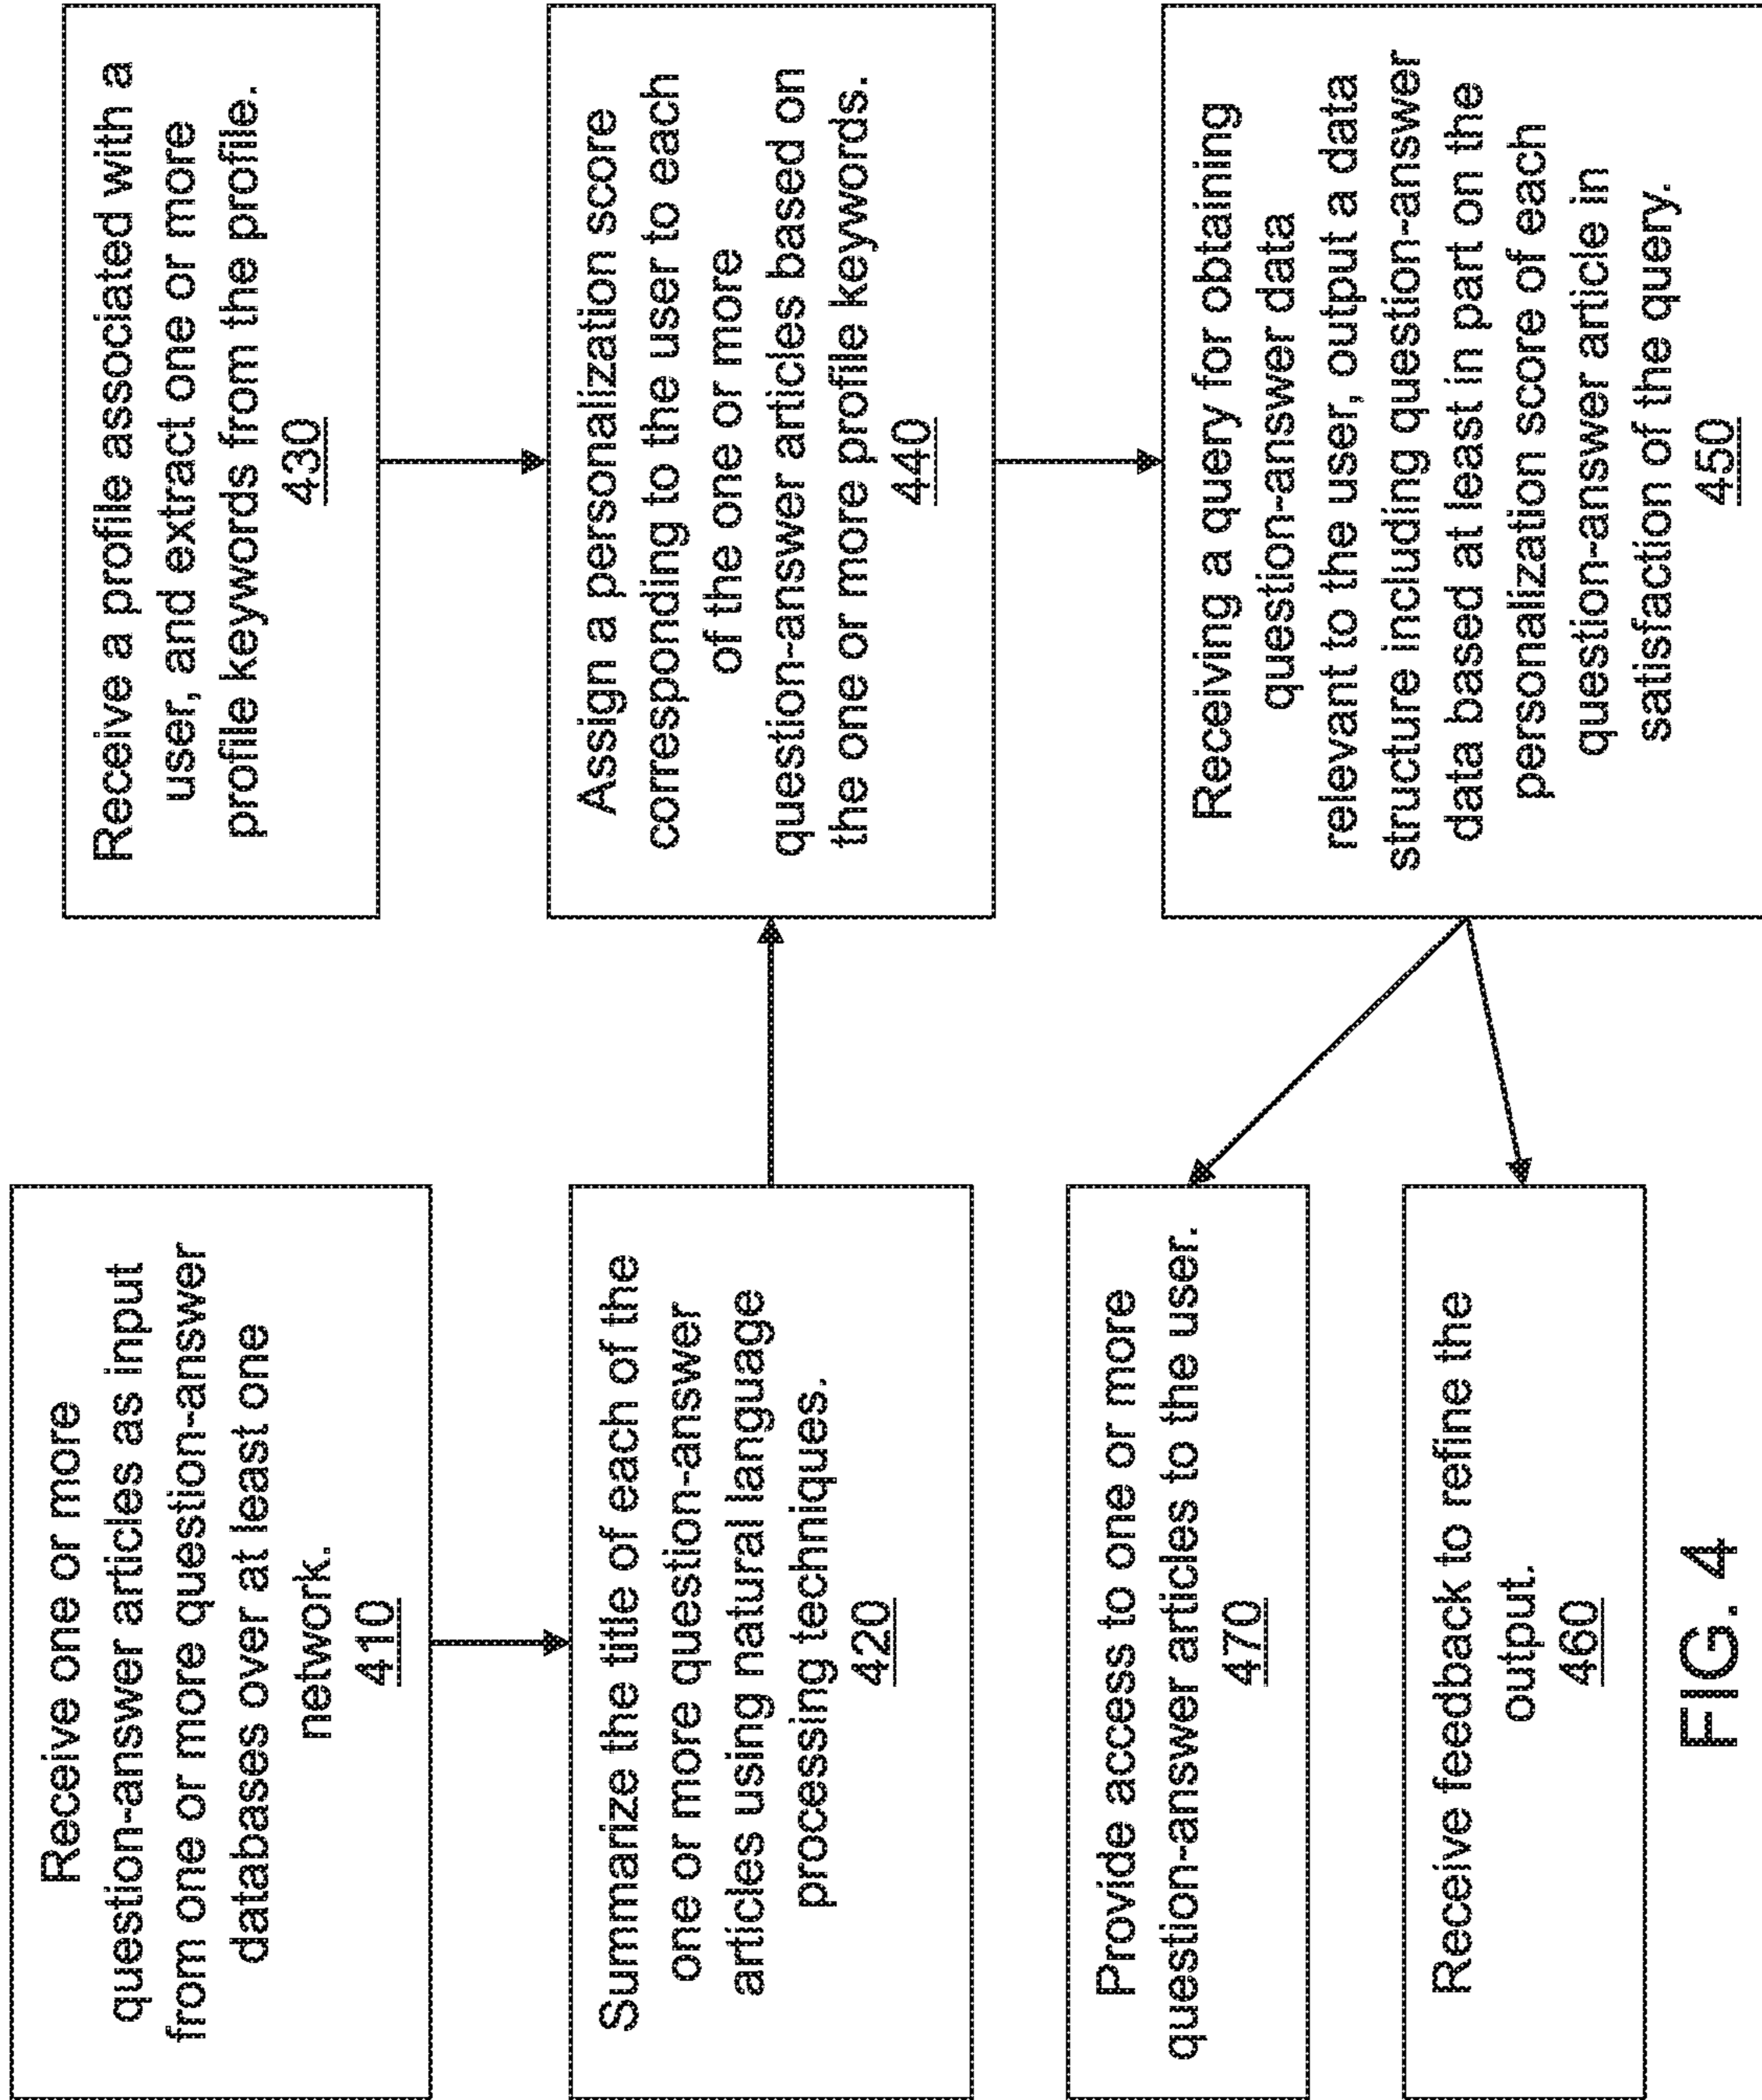 Receive one or more
question-answer articles as input
from one or more question-answer
databases over at least one
network.
410
Summarize the title of each of the
one or more question-answer
articles using natural language
processing techniques.
420
Receive a profile associated with a
user, and extract one or more
profile keywords from the profile.
430
Assign a personalization score
corresponding to the user to each
of the one or more
question-answer articles based on
the one or more profile keywords.
440
Receiving a query for obtaining
question-answer data
relevant to the user, output a data
structure including question-answer
data based at least in part on the
personalization score of each
question-answer article in
satisfaction of the query.
450
Provide access to one or more
question-answer articles to the user.
470
Receive feedback to refine the
output.
460
FIG. 4